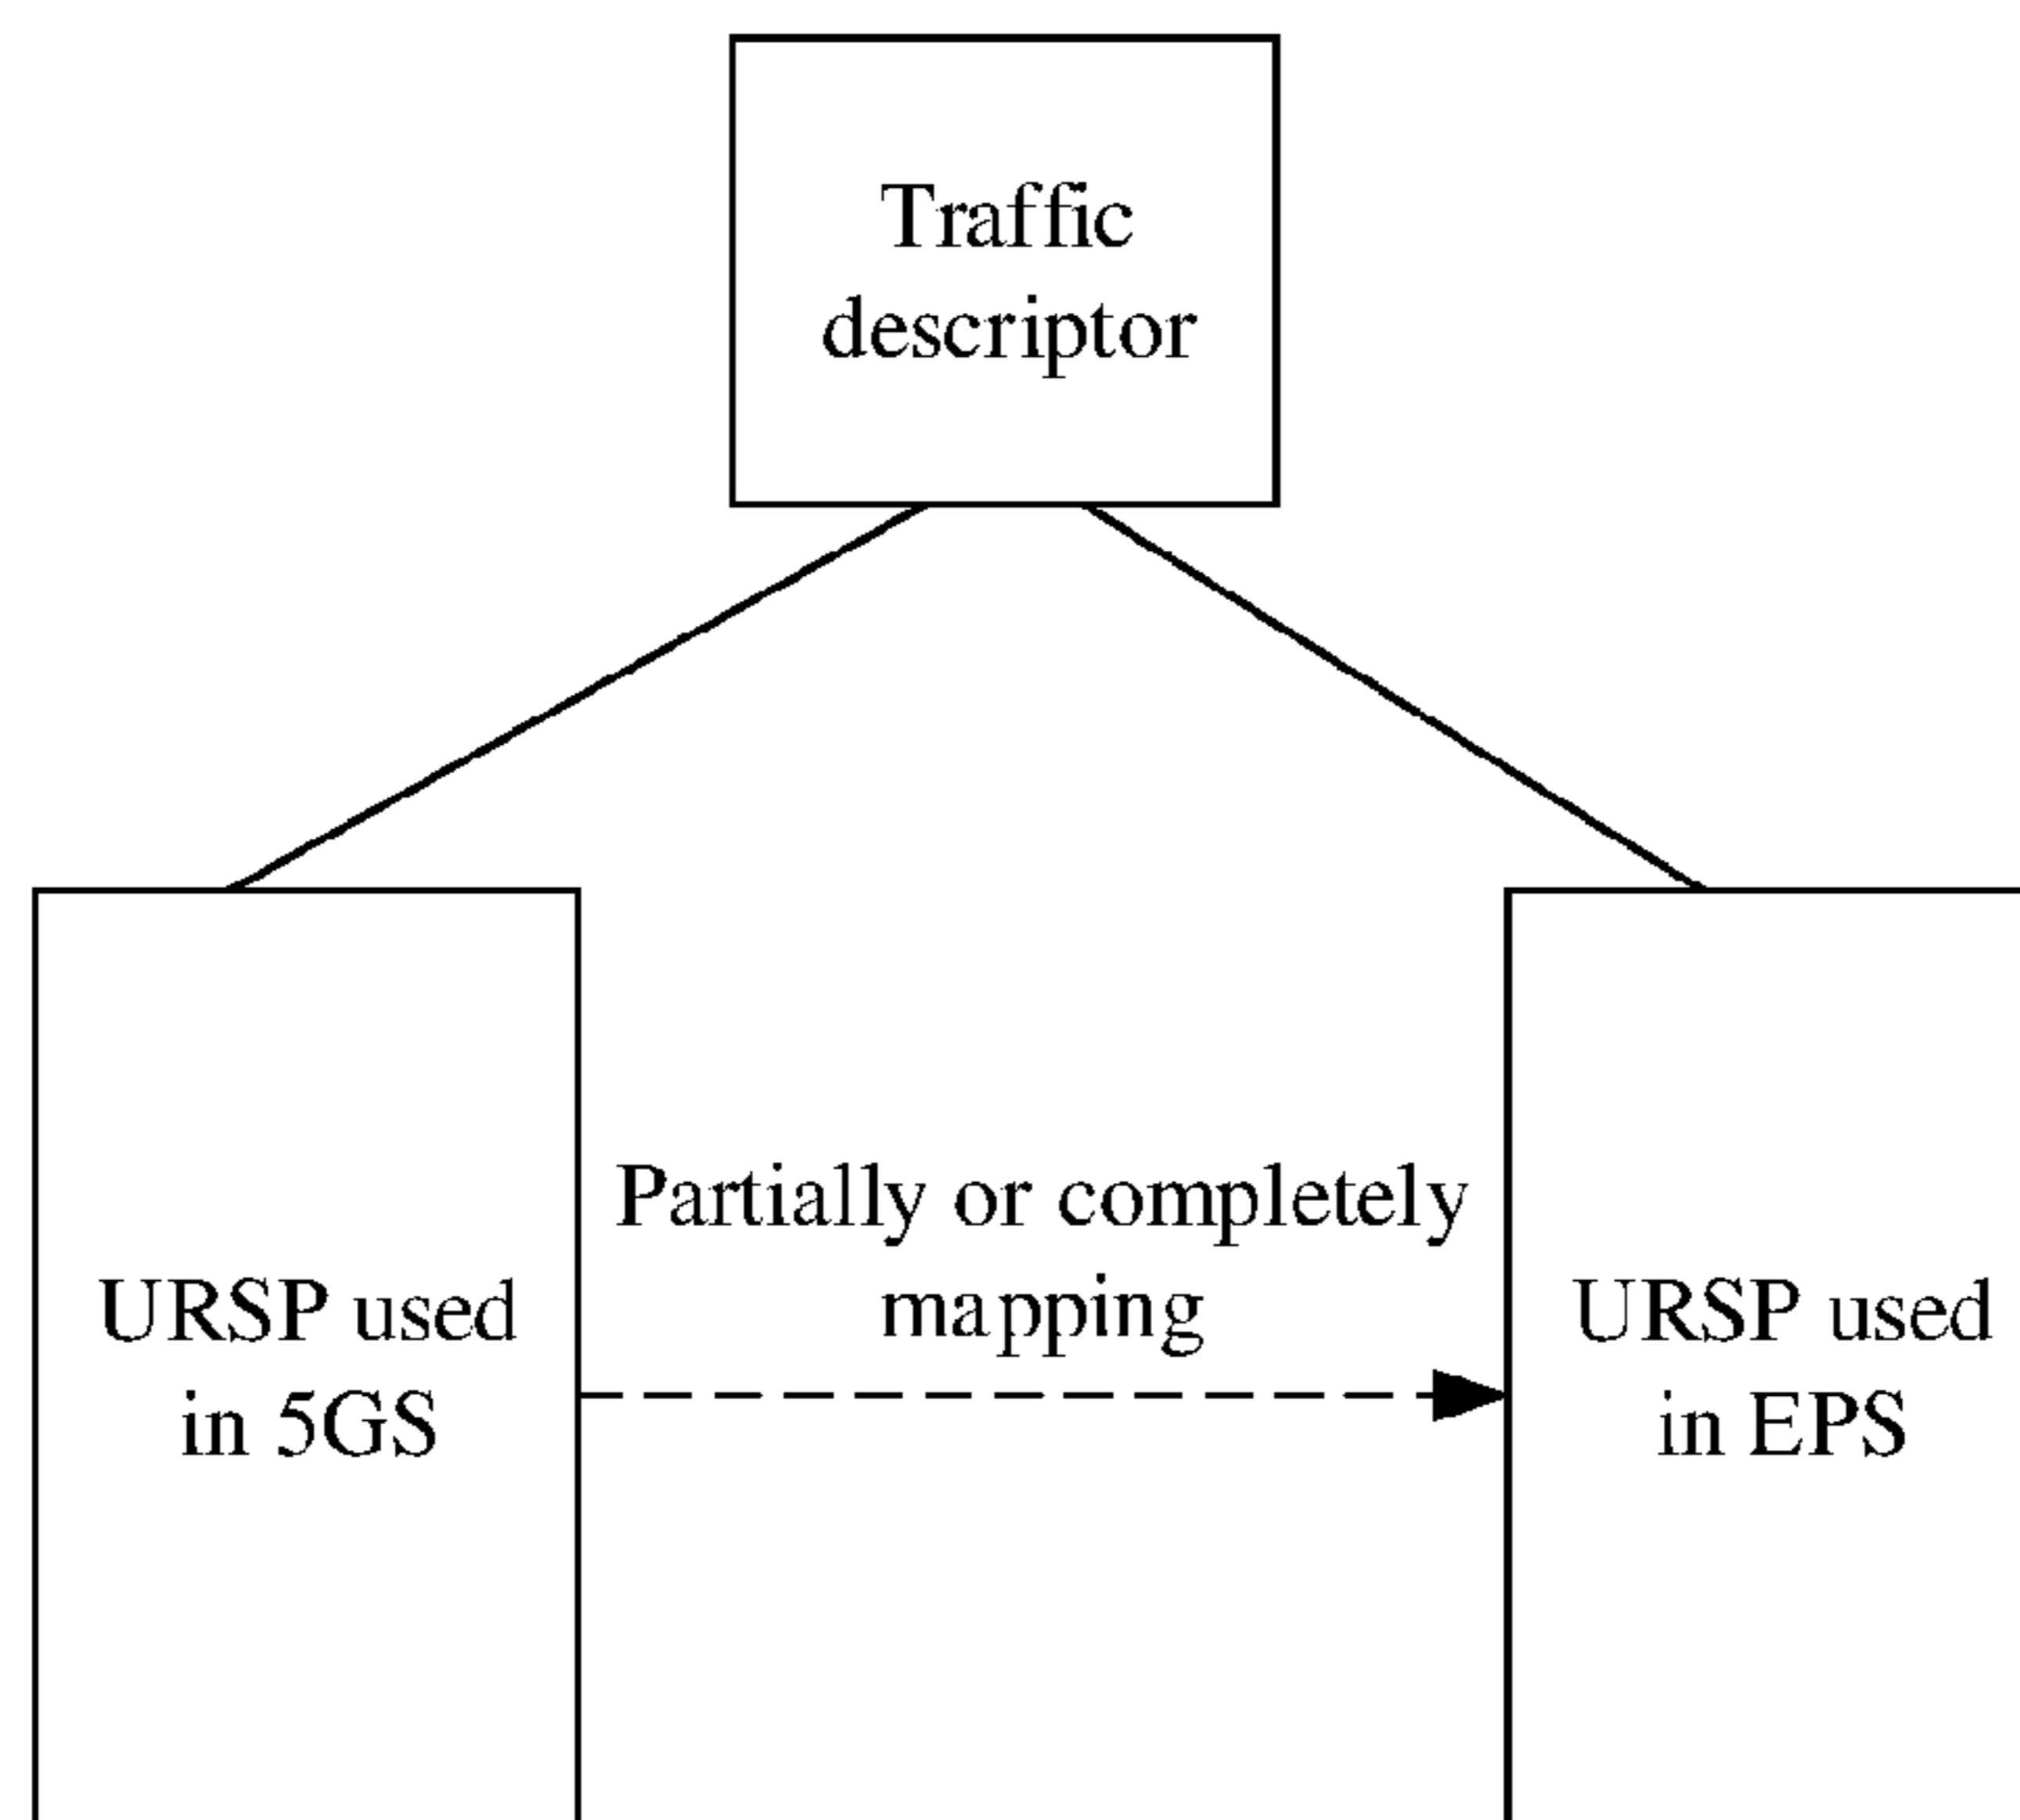 Traffic
descriptor
Partially or completely
mapping
URSP used
in 5GS
URSP used
in EPS